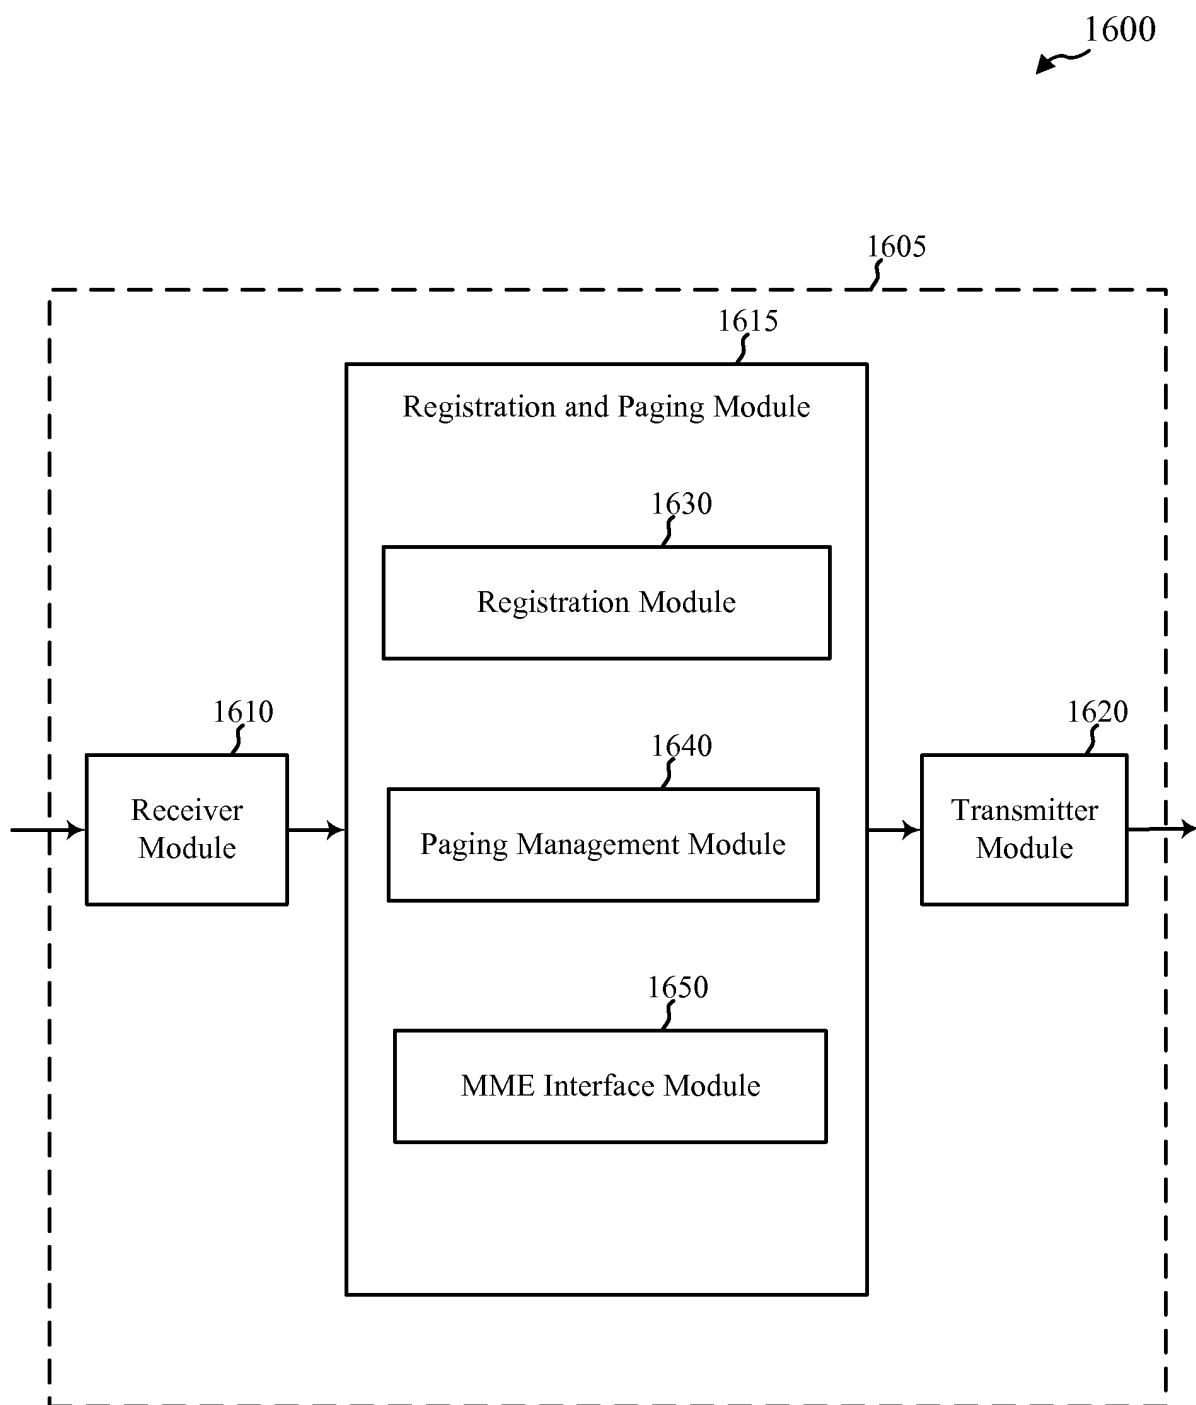 1600
1605
1615
Registration and Paging Module
1630
Registration Module
1610
Receiver
Module
1640
Paging Management Module
1620
Transmitter
Module
1650
MME Interface Module